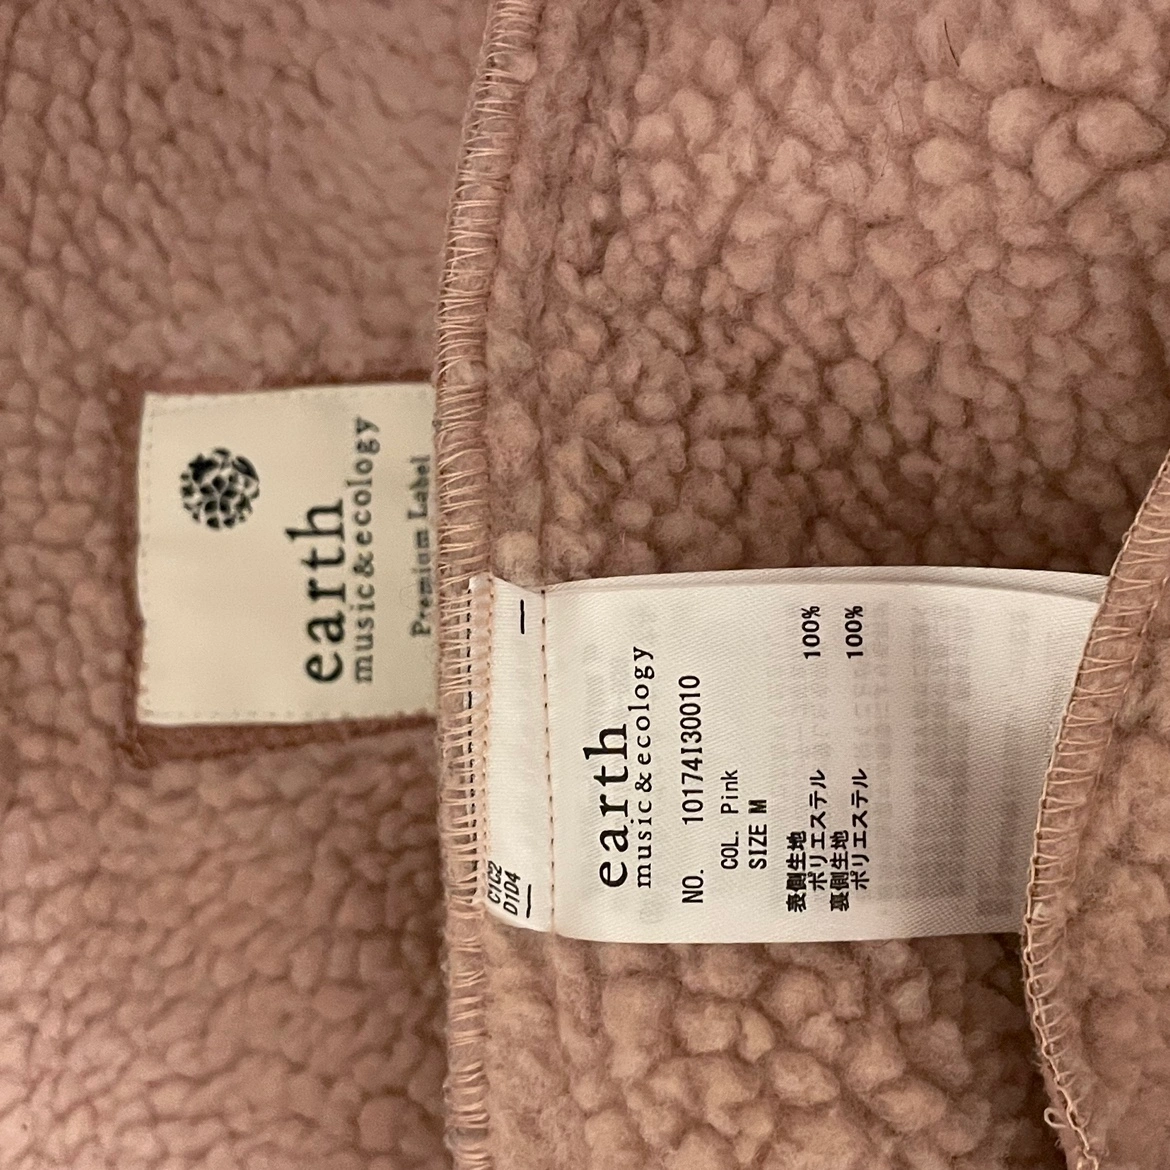 earth
music&ecology
Premium Label
C1C2
D1D4
earth
music&ecology
NO. 10174I30010
COL. Pink
SIZE M
表側生地
ポリエステル 100%
裏側生地
ポリエステル 100%